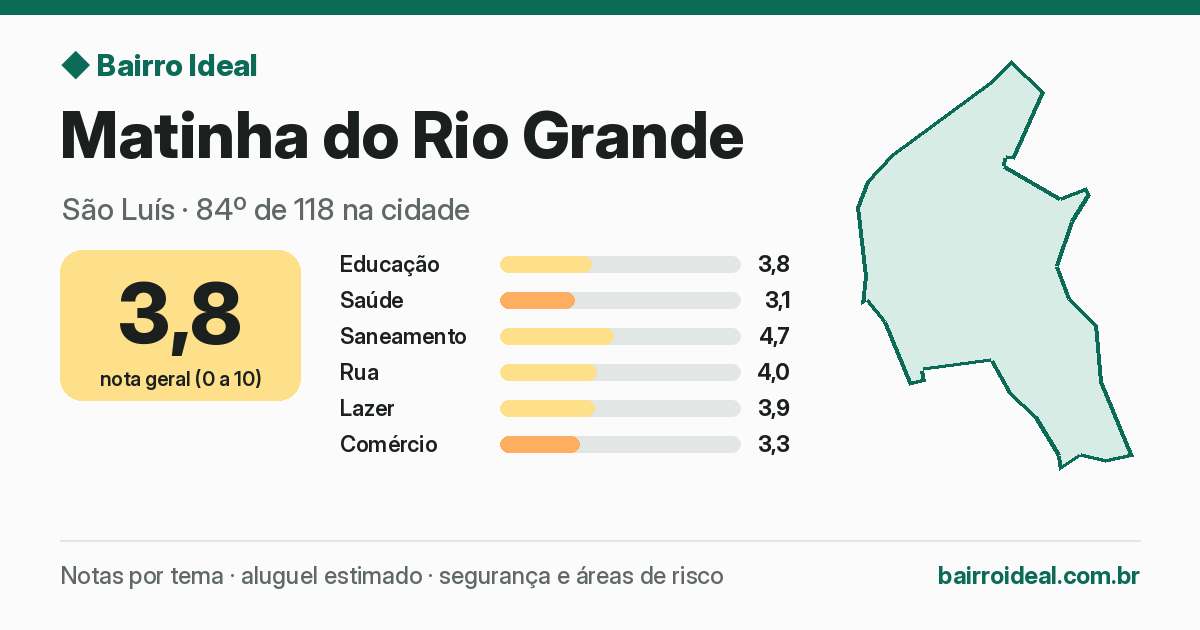 Bairro Ideal
Matinha do Rio Grande
São Luís · 84º de 118 na cidade
3,8
nota geral (0 a 10)
Educação 3,8
Saúde 3,1
Saneamento 4,7
Rua 4,0
Lazer 3,9
Comércio 3,3
Notas por tema · aluguel estimado · segurança e áreas de risco
bairroideal.com.br